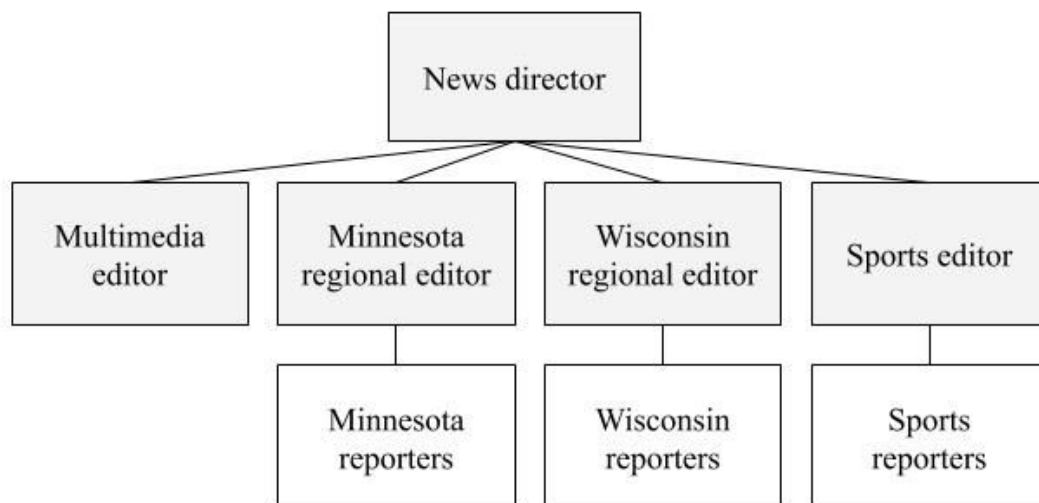 News director
Multimedia
editor
Minnesota
regional editor
Wisconsin
regional editor
Sports editor
Minnesota
reporters
Wisconsin
reporters
Sports
reporters